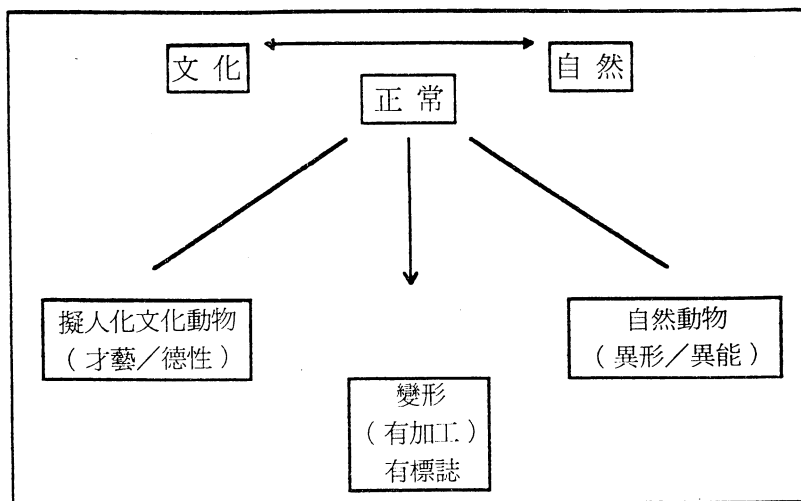 文化
自然
正常
擬人化文化動物
（才藝／德性）
自然動物
（異形／異能）
變形
（有加工）
有標誌